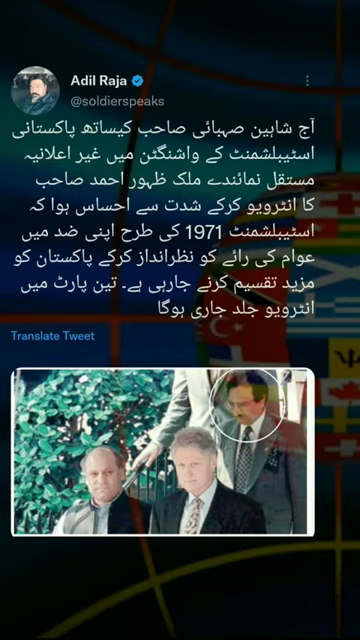 Adil Raja
@soldierspeaks
آج شاہین صہبائی صاحب کیساتھ پاکستانی
اسٹیبلشمنٹ کے واشنگٹن میں غیر اعلانیہ
مستقل نمائندے ملک ظہور احمد صاحب
کا انٹرویو کرکے شدت سے احساس ہوا کہ
اسٹیبلشمنٹ 1971 کی طرح اپنی ضد میں
عوام کی رائے کو نظرانداز کرکے پاکستان کو
مزید تقسیم کرنے جارہی ہے۔ تین پارٹ میں
انٹرویو جلد جاری ہوگا
Translate Tweet